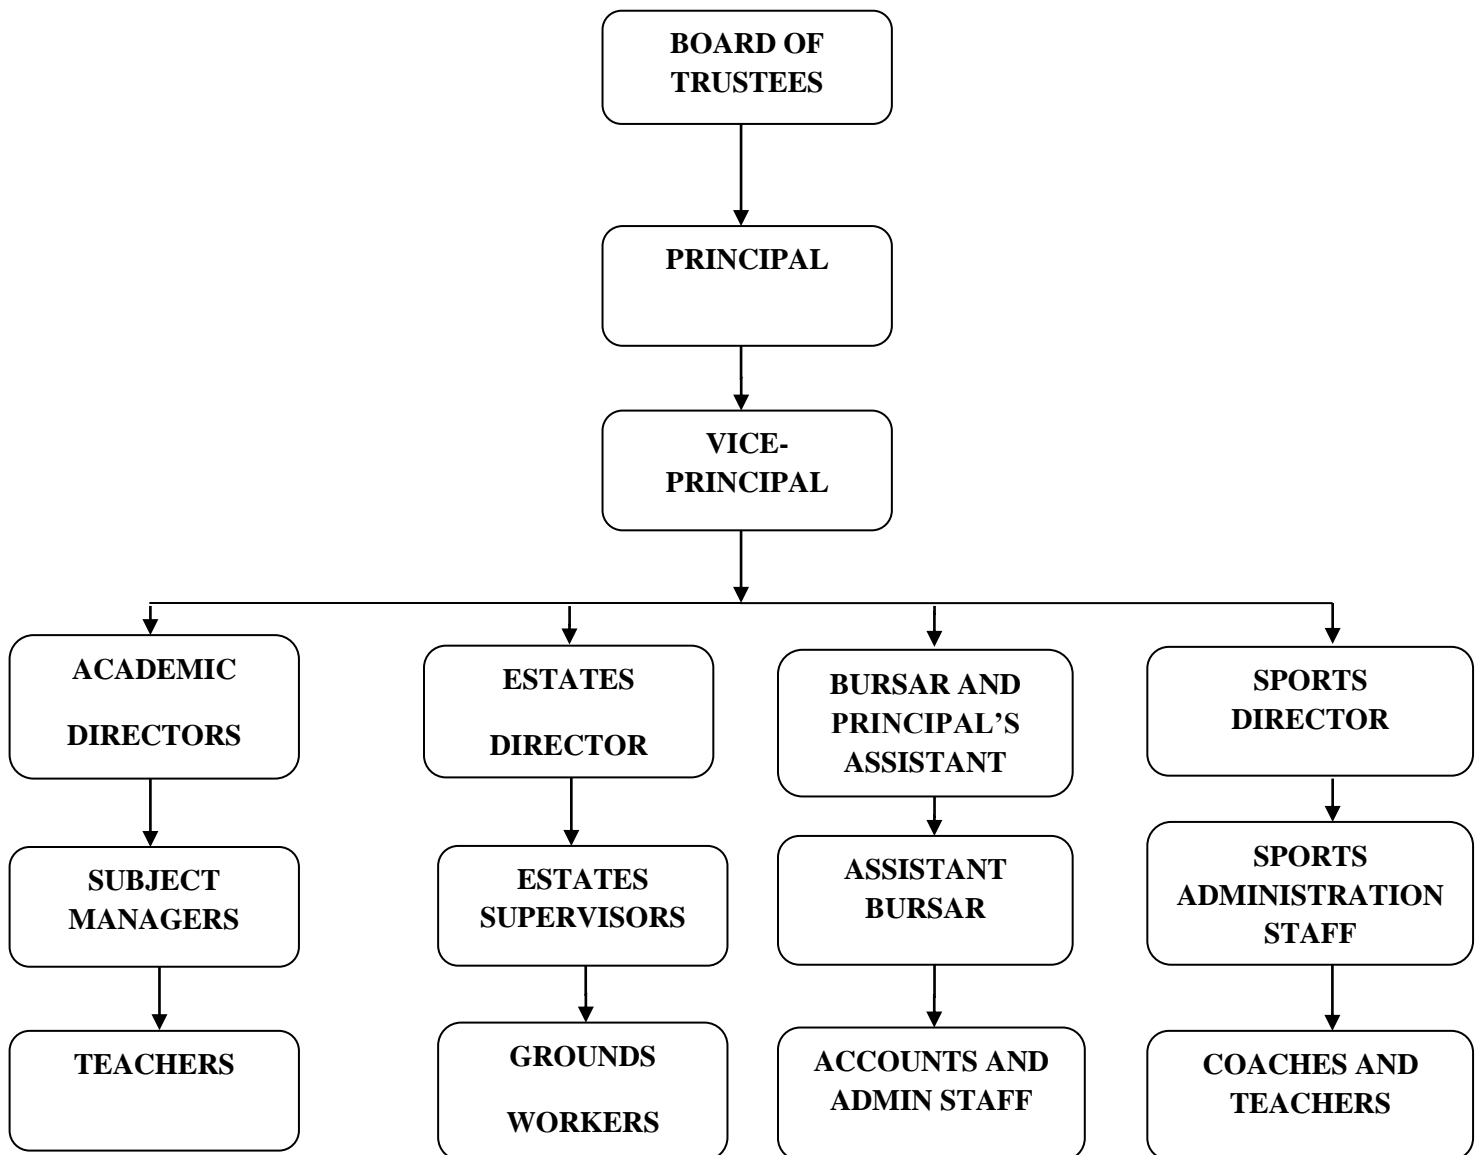 BOARD OF
TRUSTEES
PRINCIPAL
VICE-
PRINCIPAL
ACADEMIC
DIRECTORS
ESTATES
DIRECTOR
BURSAR AND
PRINCIPAL’S
ASSISTANT
SPORTS
DIRECTOR
SUBJECT
MANAGERS
ESTATES
SUPERVISORS
ASSISTANT
BURSAR
SPORTS
ADMINISTRATION
STAFF
TEACHERS
GROUNDS
WORKERS
ACCOUNTS AND
ADMIN STAFF
COACHES AND
TEACHERS